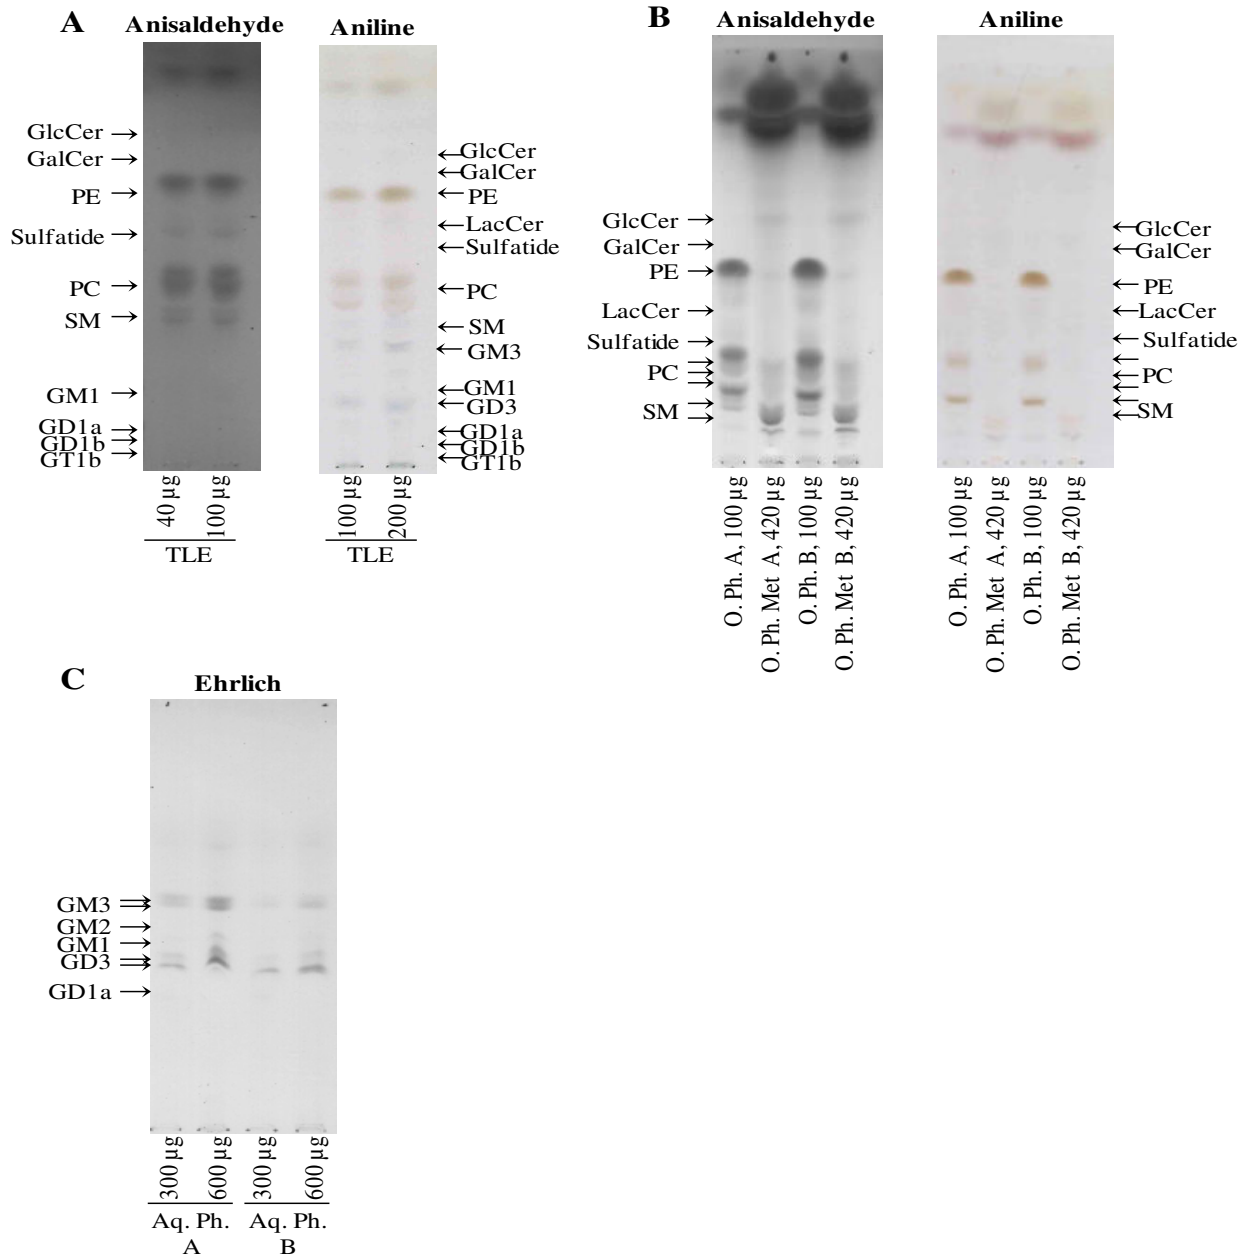 A
Anisaldehyde
Aniline
GlcCer
GalCer
PE
Sulfatide
PC
SM
GM1
GD1a
GD1b
GT1b
GlcCer
GalCer
PE
LacCer
Sulfatide
PC
SM
GM3
GM1
GD3
GD1a
GD1b
GT1b
40 µg
100 µg
TLE
100 µg
200 µg
TLE
B
Anisaldehyde
Aniline
GlcCer
GalCer
PE
LacCer
Sulfatide
PC
SM
GlcCer
GalCer
PE
LacCer
Sulfatide
PC
SM
O. Ph. A, 100 µg
O. Ph. Met A, 420 µg
O. Ph. B, 100 µg
O. Ph. Met B, 420 µg
O. Ph. A, 100 µg
O. Ph. Met A, 420 µg
O. Ph. B, 100 µg
O. Ph. Met B, 420 µg
C
Ehrlich
GM3
GM2
GM1
GD3
GD1a
300 µg
600 µg
300 µg
600 µg
Aq. Ph.
A
Aq. Ph.
B